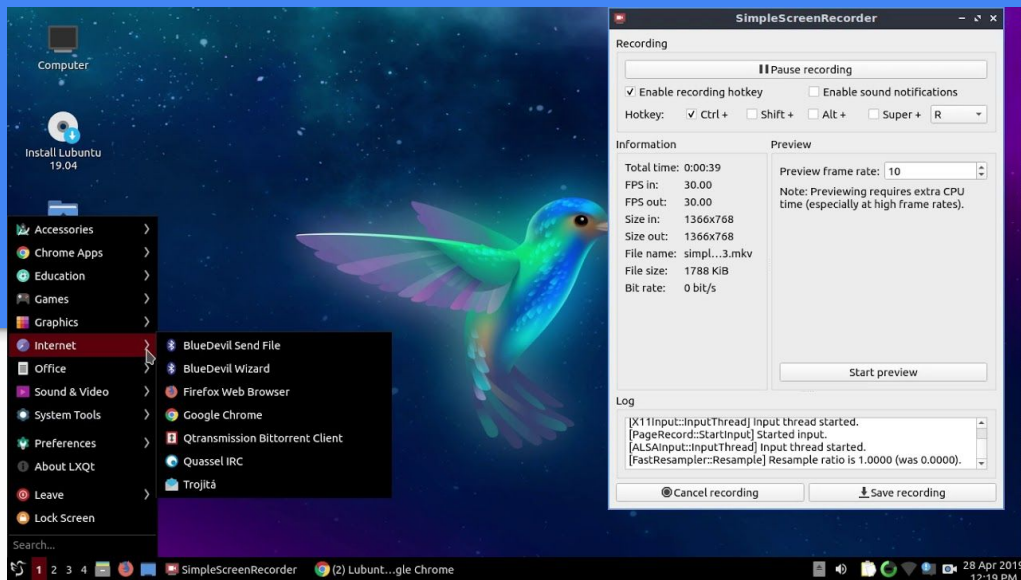 Computer
Install Lubuntu
19.04
Accessories
Chrome Apps
Education
Games
Graphics
Internet
Office
Sound & Video
System Tools
Preferences
About LXQt
Leave
Lock Screen
Search...
BlueDevil Send File
BlueDevil Wizard
Firefox Web Browser
Google Chrome
Qtransmission Bittorrent Client
Quassel IRC
Trojitá
SimpleScreenRecorder
Recording
Pause recording
Enable recording hotkey Enable sound notifications
Hotkey: Ctrl + Shift + Alt + Super + R
Information
Total time: 0:00:39
FPS in: 30.00
FPS out: 30.00
Size in: 1366x768
Size out: 1366x768
File name: simpl...3.mkv
File size: 1788 KiB
Bit rate: 0 bit/s
Preview
Preview frame rate: 10
Note: Previewing requires extra CPU
time (especially at high frame rates).
Start preview
Log
[X11Input::InputThread] Input thread started.
[PageRecord::StartInput] Started input.
[ALSAInput::InputThread] Input thread started.
[FastResampler::Resample] Resample ratio is 1.0000 (was 0.0000).
Cancel recording Save recording
1 2 3 4 SimpleScreenRecorder (2) Lubunt...gle Chrome 28 Apr 2019
12:19 PM